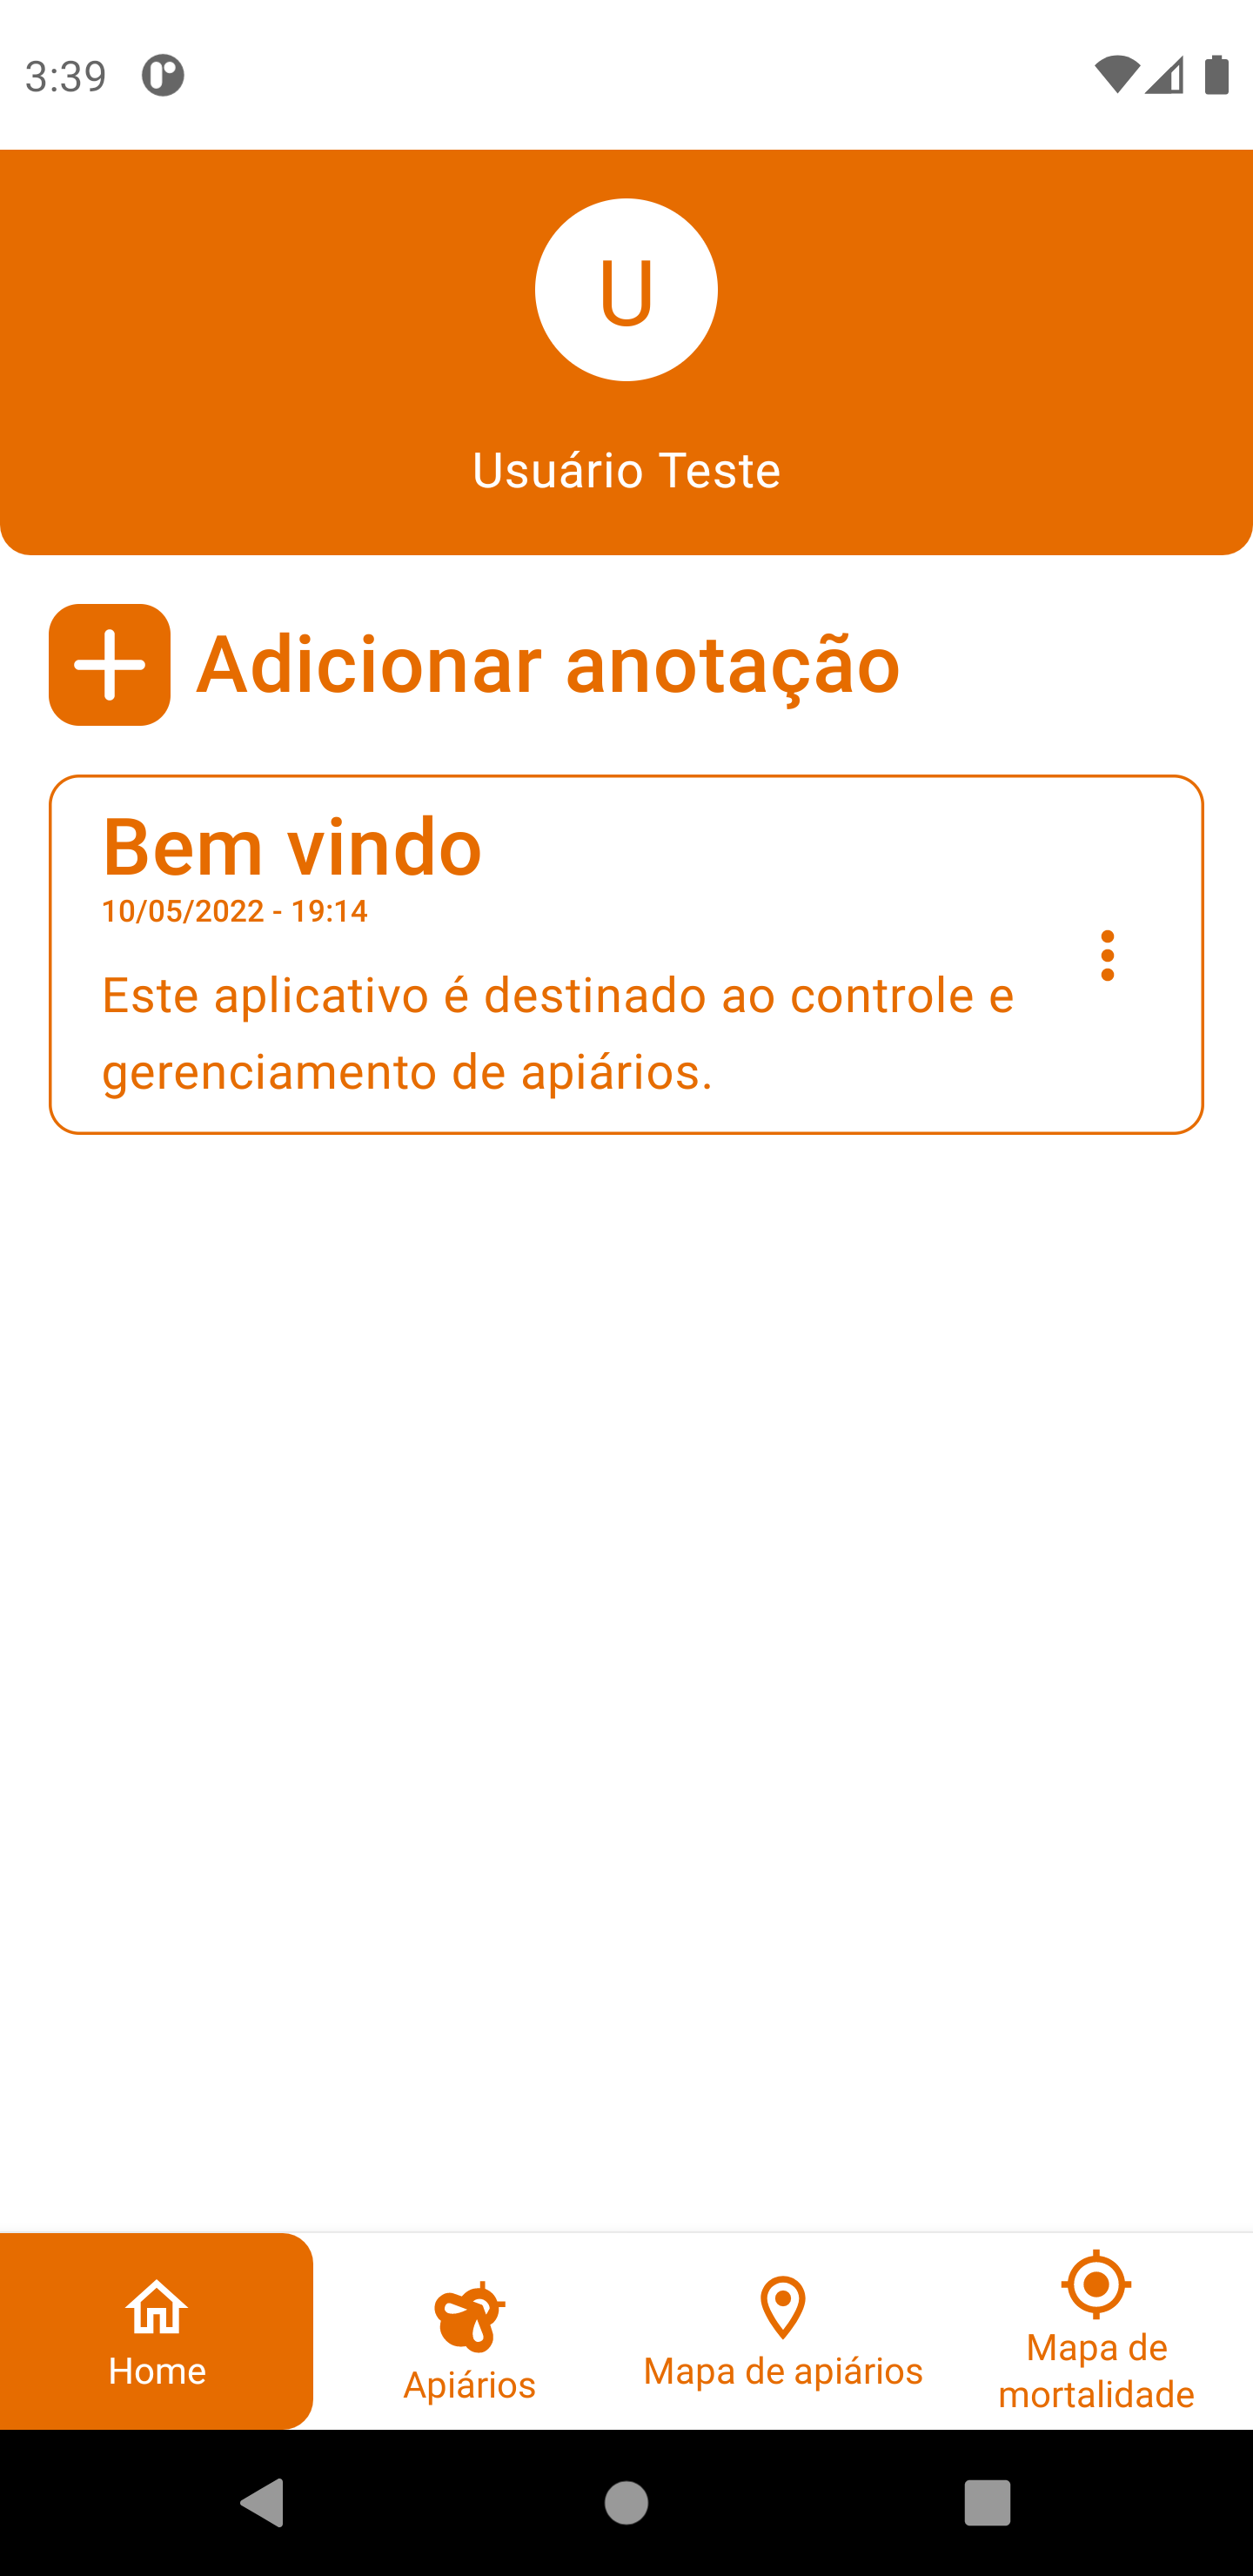 3:39
U
Usuário Teste
Adicionar anotação
Bem vindo
10/05/2022 - 19:14
Este aplicativo é destinado ao controle e
gerenciamento de apiários.
Home
Apiários
Mapa de apiários
Mapa de
mortalidade